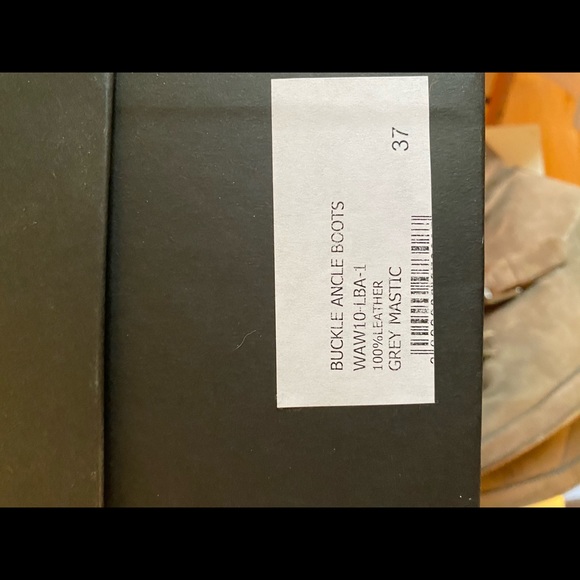 BUCKLE ANCLE BOOTS
WAW10-LBA-1
100%LEATHER
GREY MASTIC
37